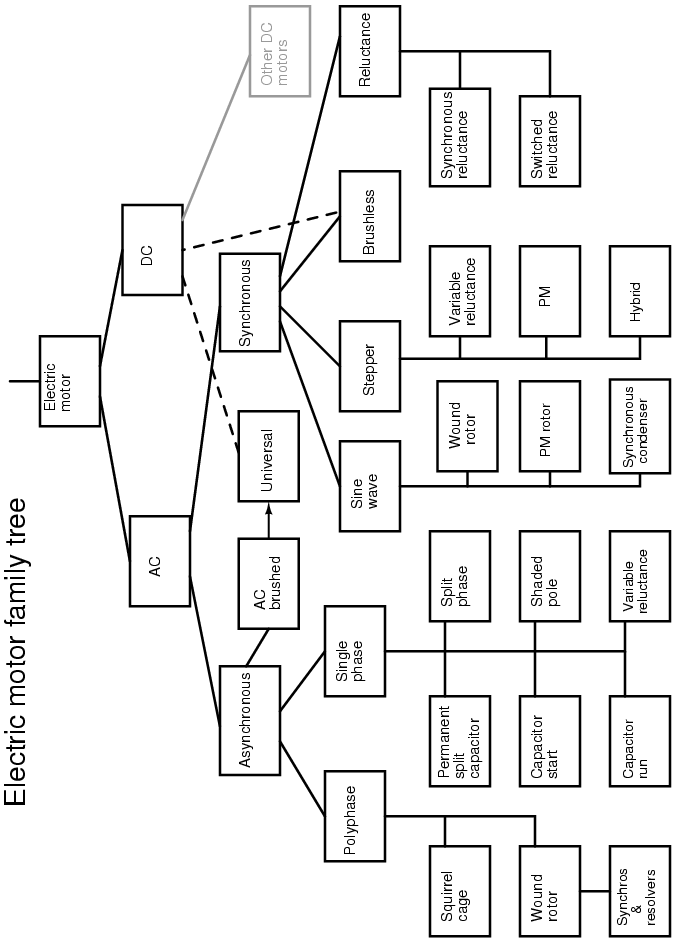 Electric motor family tree
Electric
motor
AC
DC
Asynchronous
AC
brushed
Universal
Synchronous
Other DC
motors
Polyphase
Single
phase
Sine
wave
Stepper
Brushless
Reluctance
Squirrel
cage
Wound
rotor
Synchros
&
resolvers
Permanent
split
capacitor
Split
phase
Capacitor
start
Shaded
pole
Capacitor
run
Variable
reluctance
Wound
rotor
PM rotor
Synchronous
condenser
Variable
reluctance
PM
Hybrid
Synchronous
reluctance
Switched
reluctance